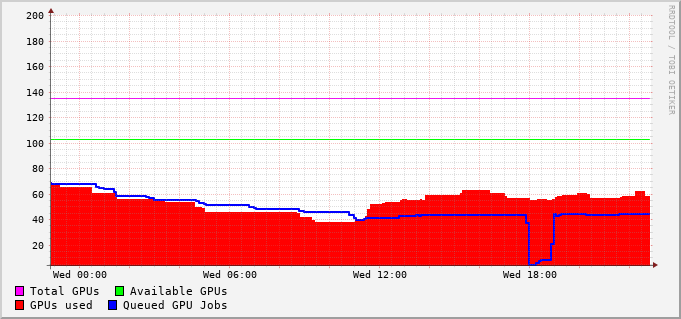 200
180
160
140
120
100
80
60
40
20
Wed 00:00 Wed 06:00 Wed 12:00 Wed 18:00
Total GPUs Available GPUs
GPUs used Queued GPU Jobs
RRDTOOL / TOBI OETIKER